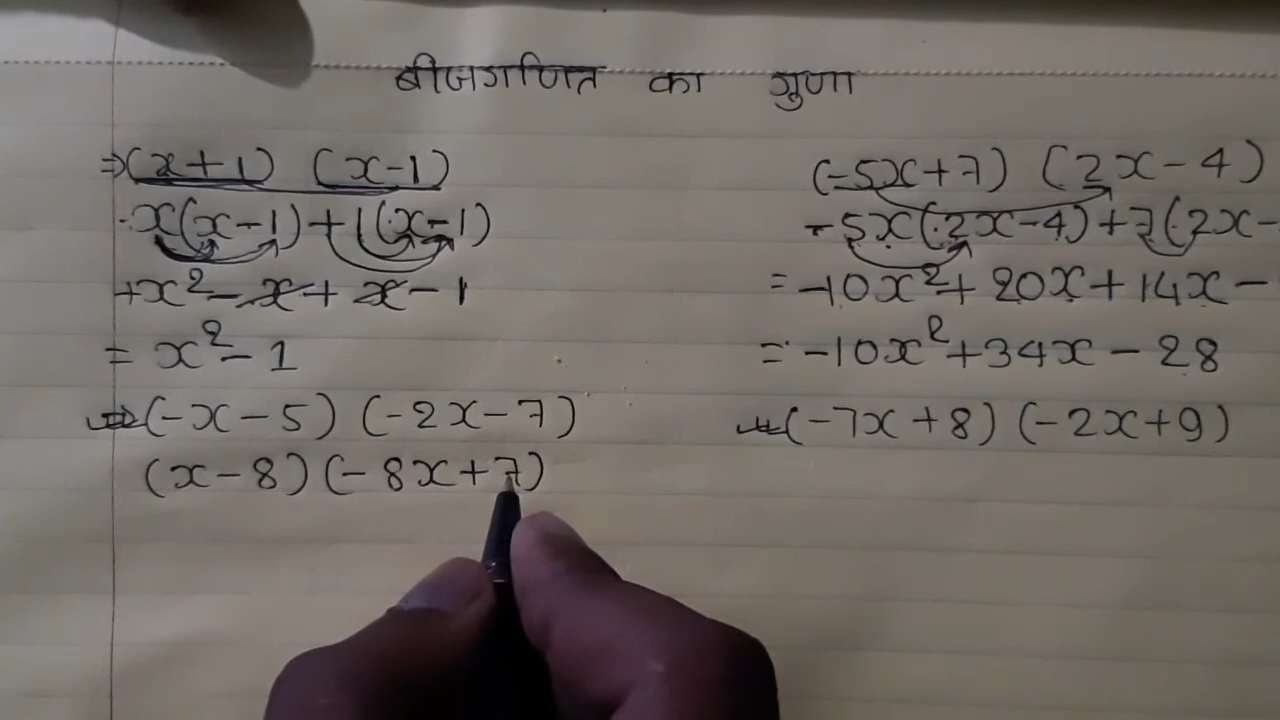 बीजगणित का गुणा
⇒(x+1) (x-1)
x(x-1)+1(x-1)
+x²-x+x-1
= x²-1
⇒(-x-5) (-2x-7)
(x-8)(-8x+7)
(-5x+7) (2x-4)
-5x(2x-4)+7(2x-
= -10x²+20x+14x-
= -10x²+34x-28
(-7x+8)(-2x+9)